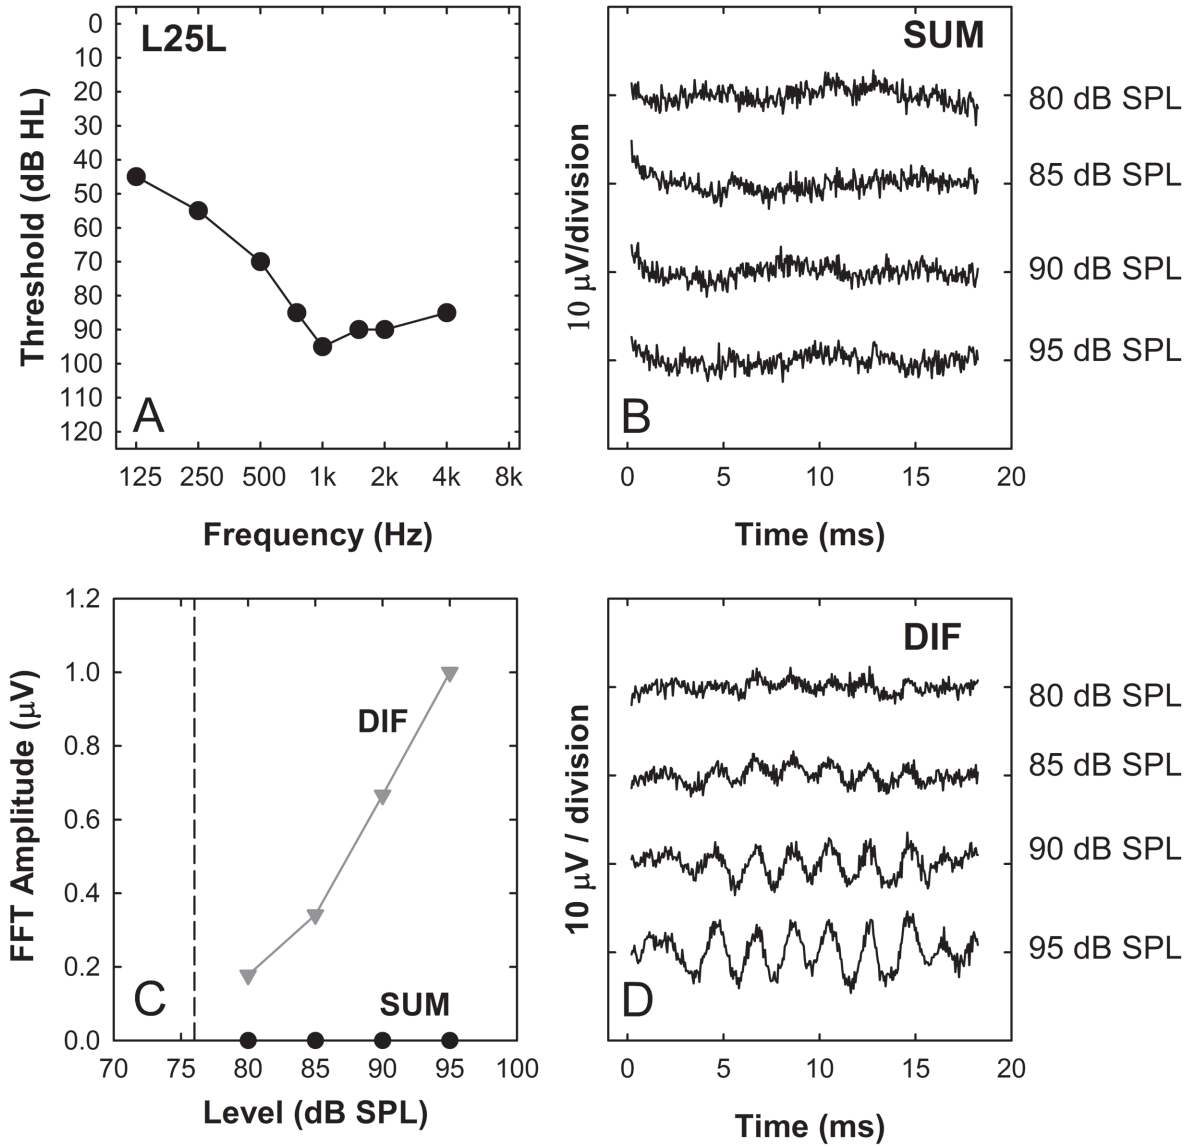 L25L
Threshold (dB HL)
0
10
20
30
40
50
60
70
80
90
100
110
120
A
125 250 500 1k 2k 4k 8k
Frequency (Hz)
SUM
10 μV/division
80 dB SPL
85 dB SPL
90 dB SPL
95 dB SPL
B
0 5 10 15 20
Time (ms)
FFT Amplitude (μV)
1.2
1.0
0.8
0.6
0.4
0.2
0.0
DIF
SUM
C
70 75 80 85 90 95 100
Level (dB SPL)
DIF
10 μV / division
80 dB SPL
85 dB SPL
90 dB SPL
95 dB SPL
D
0 5 10 15 20
Time (ms)